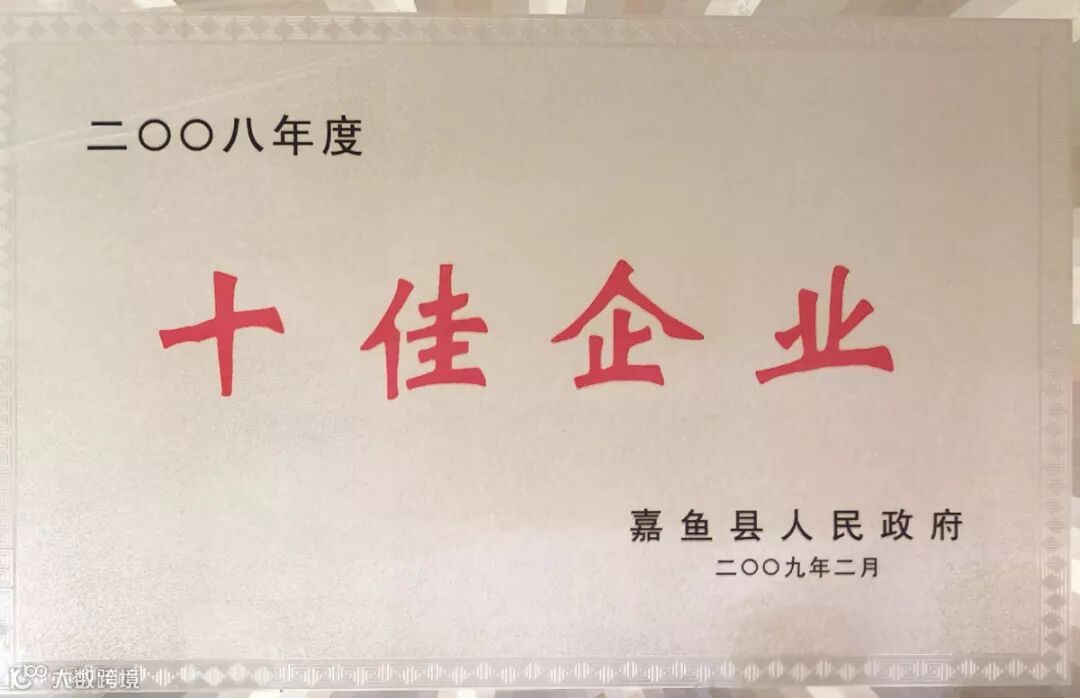 二〇〇八年度
十佳企业
嘉鱼县人民政府
二〇〇九年二月
大数跨境